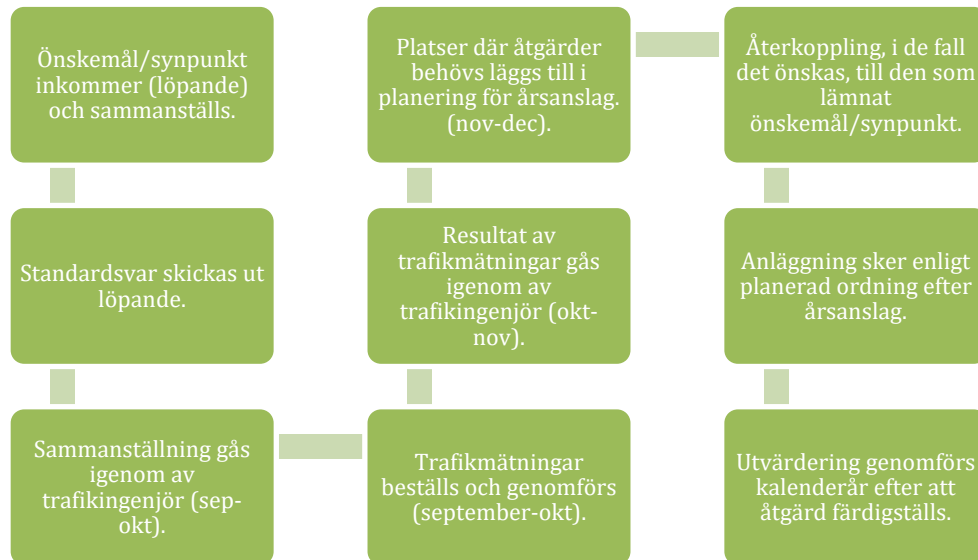 Önskemål/synpunkt
inkommer (löpande)
och sammanställs.
Standardsvar skickas ut
löpande.
Sammanställning gås
igenom av
trafikingenjör (sep-
okt).
Trafikmätningar
beställs och genomförs
(september-okt).
Resultat av
trafikmätningar gås
igenom av
trafikingenjör (okt-
nov).
Platser där åtgärder
behövs läggs till i
planering för årsanslag.
(nov-dec).
Återkoppling, i de fall
det önskas, till den som
lämnat
önskemål/synpunkt.
Anläggning sker enligt
planerad ordning efter
årsanslag.
Utvärdering genomförs
kalenderår efter att
åtgärd färdigställs.